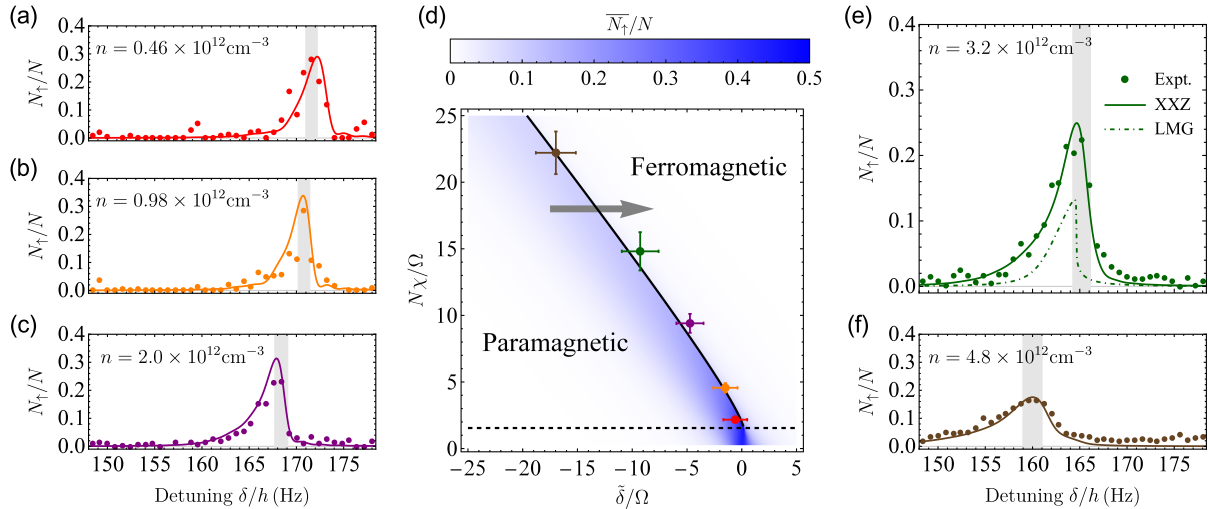 (a)
n = 0.46 × 10¹²cm⁻³
N↑/N
0.4
0.3
0.2
0.1
0.0
(b)
n = 0.98 × 10¹²cm⁻³
N↑/N
0.4
0.3
0.2
0.1
0.0
(c)
n = 2.0 × 10¹²cm⁻³
N↑/N
0.4
0.3
0.2
0.1
0.0
150 155 160 165 170 175
Detuning δ/h (Hz)
(d)
N↑/N
0 0.1 0.2 0.3 0.4 0.5
Nχ/Ω
25
20
15
10
5
0
Ferromagnetic
Paramagnetic
−25 −20 −15 −10 −5 0 5
δ̃/Ω
(e)
n = 3.2 × 10¹²cm⁻³
Expt.
XXZ
LMG
N↑/N
0.4
0.3
0.2
0.1
0.0
(f)
n = 4.8 × 10¹²cm⁻³
N↑/N
0.4
0.3
0.2
0.1
0.0
150 155 160 165 170 175
Detuning δ/h (Hz)